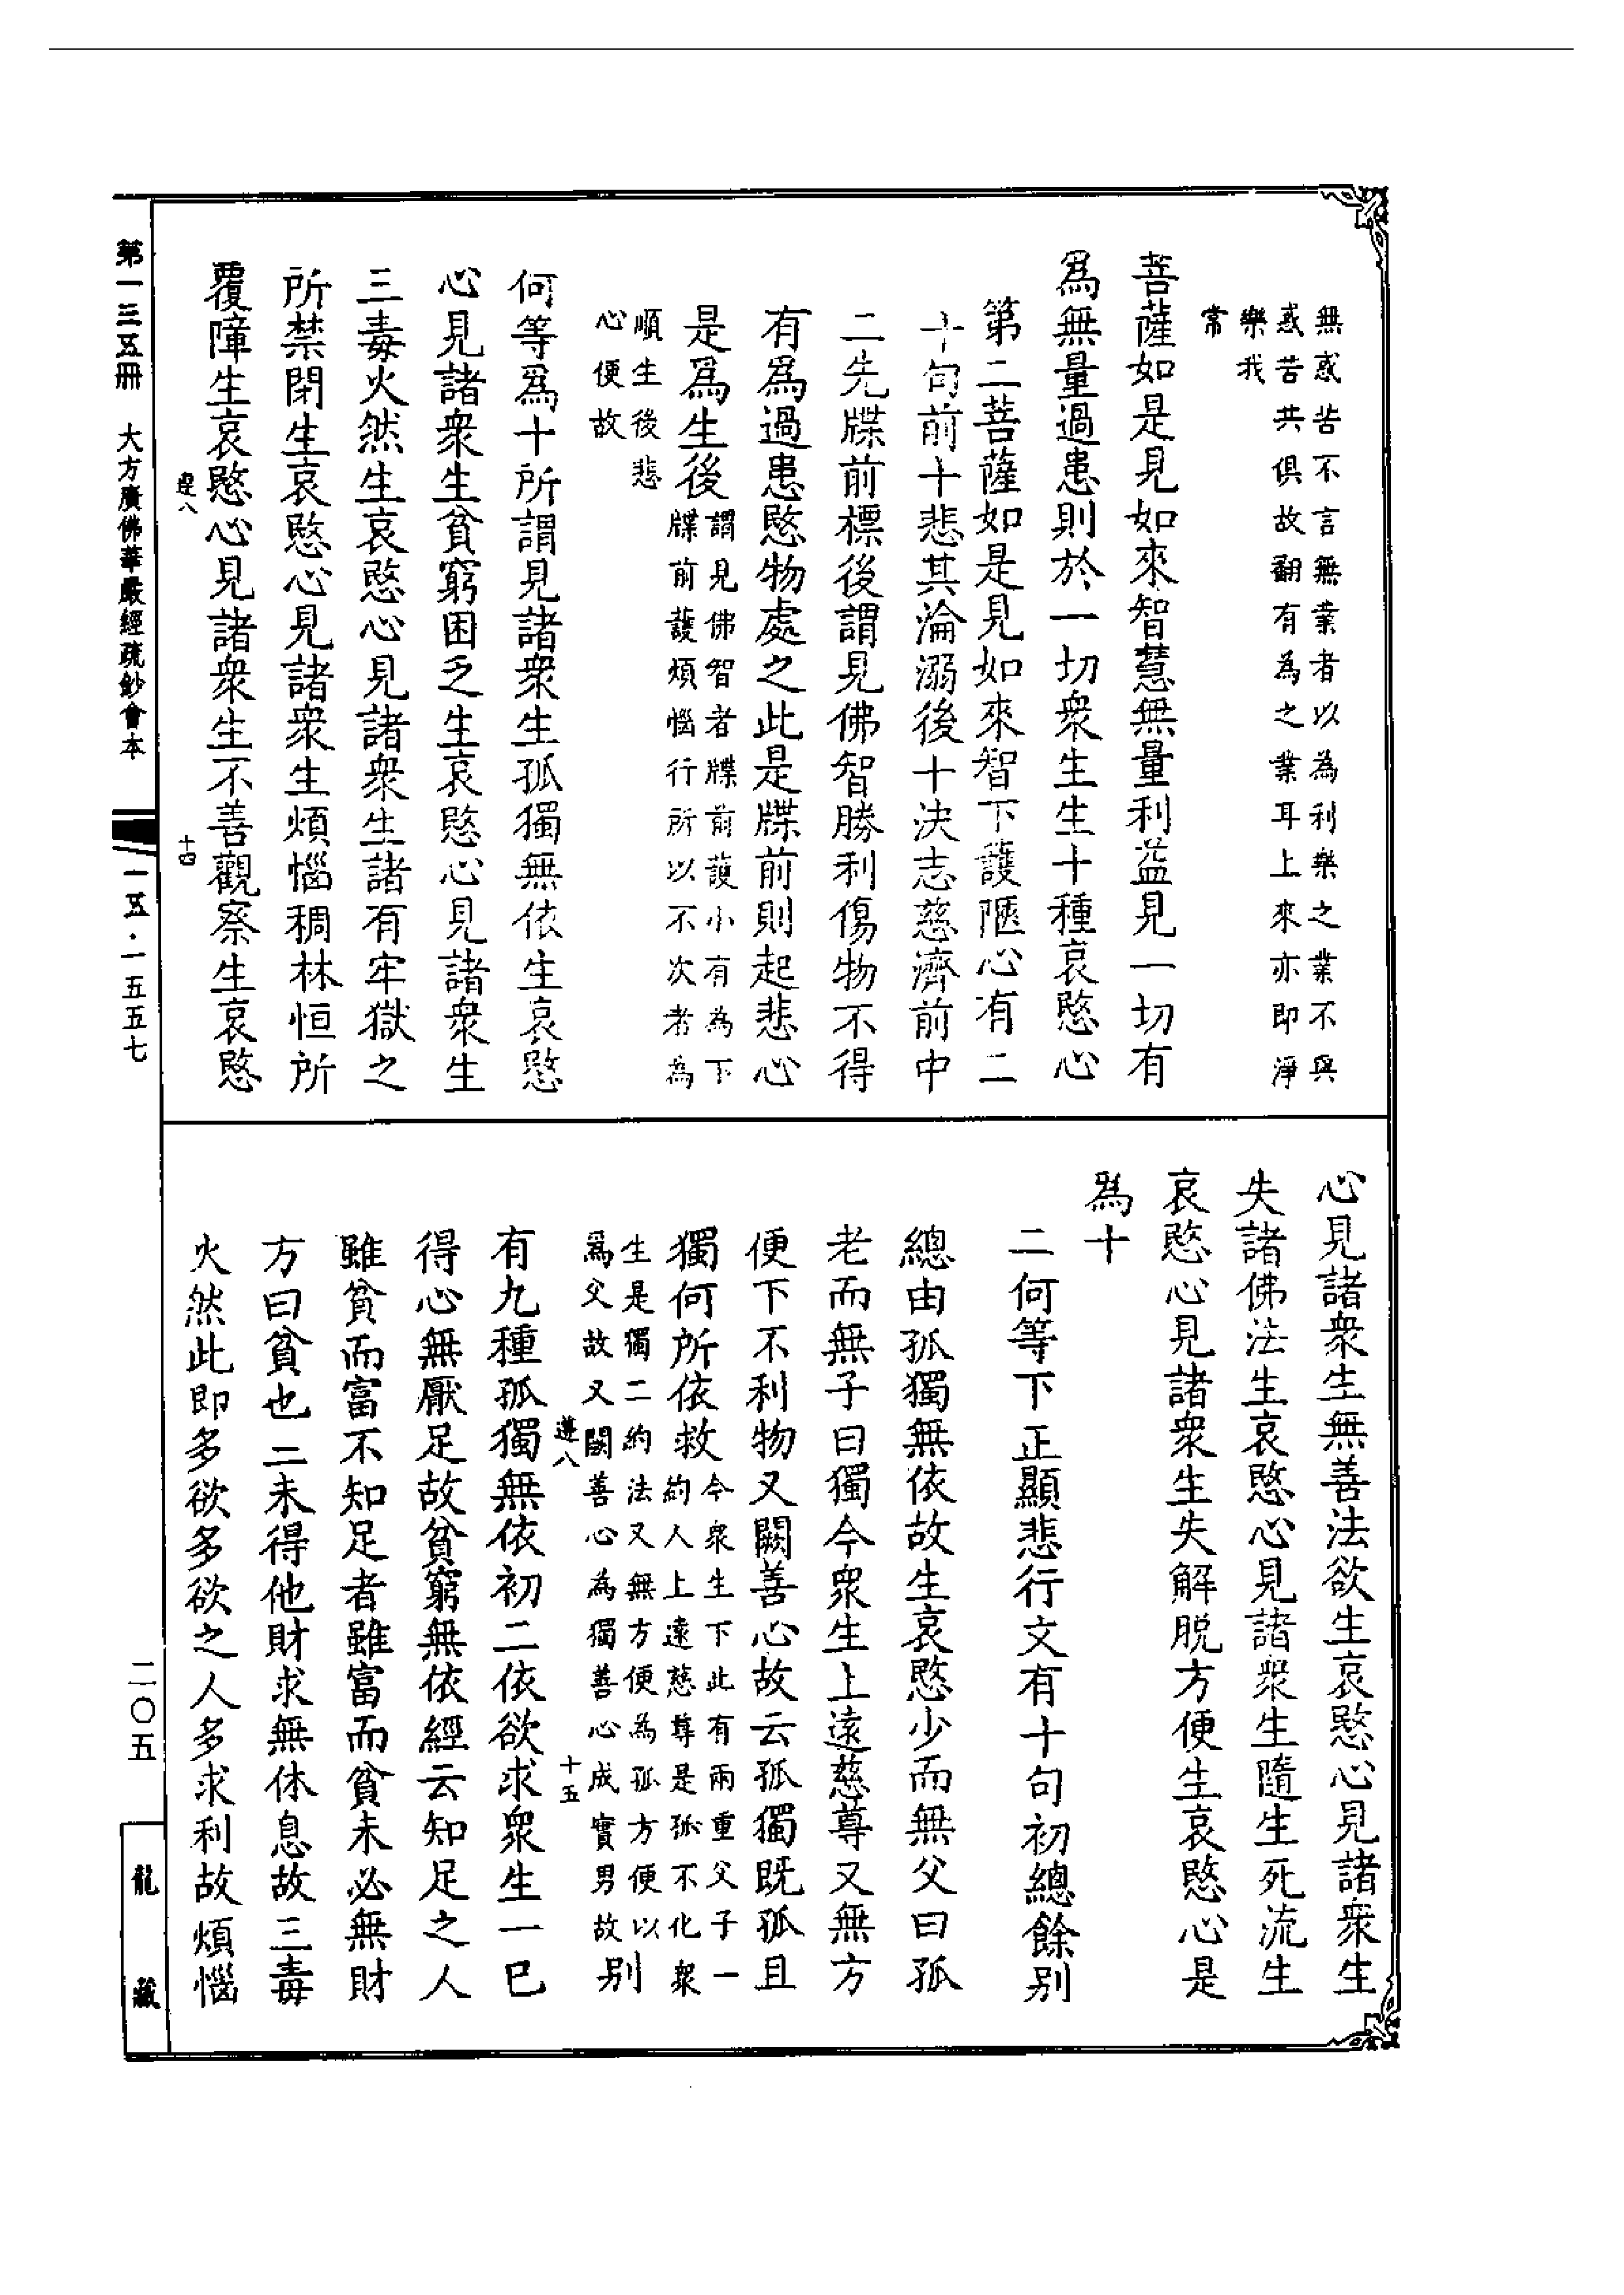 無惑苦不言無業者以為利樂之業不與
惑苦共俱故翻有為之業耳上來亦即淨
樂我
常
菩薩如是見如來智慧無量利益見一切有
爲無量過患則於一切衆生生十種哀愍心
第二菩薩如是見如來智下護隘心有二
十句前十悲其淪溺後十決志慈濟前中
二先牒前標後謂見佛智勝利傷物不得
有爲過患愍物處之此是牒前則起悲心
是爲生後
謂見佛智者牒前護小有為下
牒前護煩惱行所以不次者為
順生後悲
心便故
何等爲十所謂見諸衆生孤獨無依生哀愍
心見諸衆生貧窮困乏生哀愍心見諸衆生
三毒火然生哀愍心見諸衆生諸有牢獄之
所禁閉生哀愍心見諸衆生煩惱稠林恒所
覆障生哀愍心見諸衆生不善觀察生哀愍
心見諸衆生無善法欲生哀愍心見諸衆生
失諸佛法生哀愍心見諸衆生隨生死流生
哀愍心見諸衆生失解脱方便生哀愍心是
爲十
二何等下正顯悲行文有十句初總餘别
總由孤獨無依故生哀愍少而無父曰孤
老而無子曰獨今衆生上遠慈尊又無方
便下不利物又闕善心故云孤獨既孤且
獨何所依救
今衆生下此有兩重父子一
約人上遠慈尊是孤不化衆
生是獨二約法又無方便為孤方便以
爲父故又闕善心為獨善心成實男故
别
有九種孤獨無依初二依欲求衆生一已
得心無厭足故貧窮無依經云知足之人
雖貧而富不知足者雖富而貧未必無財
方曰貧也二未得他財求無休息故三毒
火然此即多欲多欲之人多求利故煩惱
第一三五冊　大方廣佛華嚴經疏鈔會本
一五·一五五七
二〇五
龍藏
遵八
十四
遵八
十五